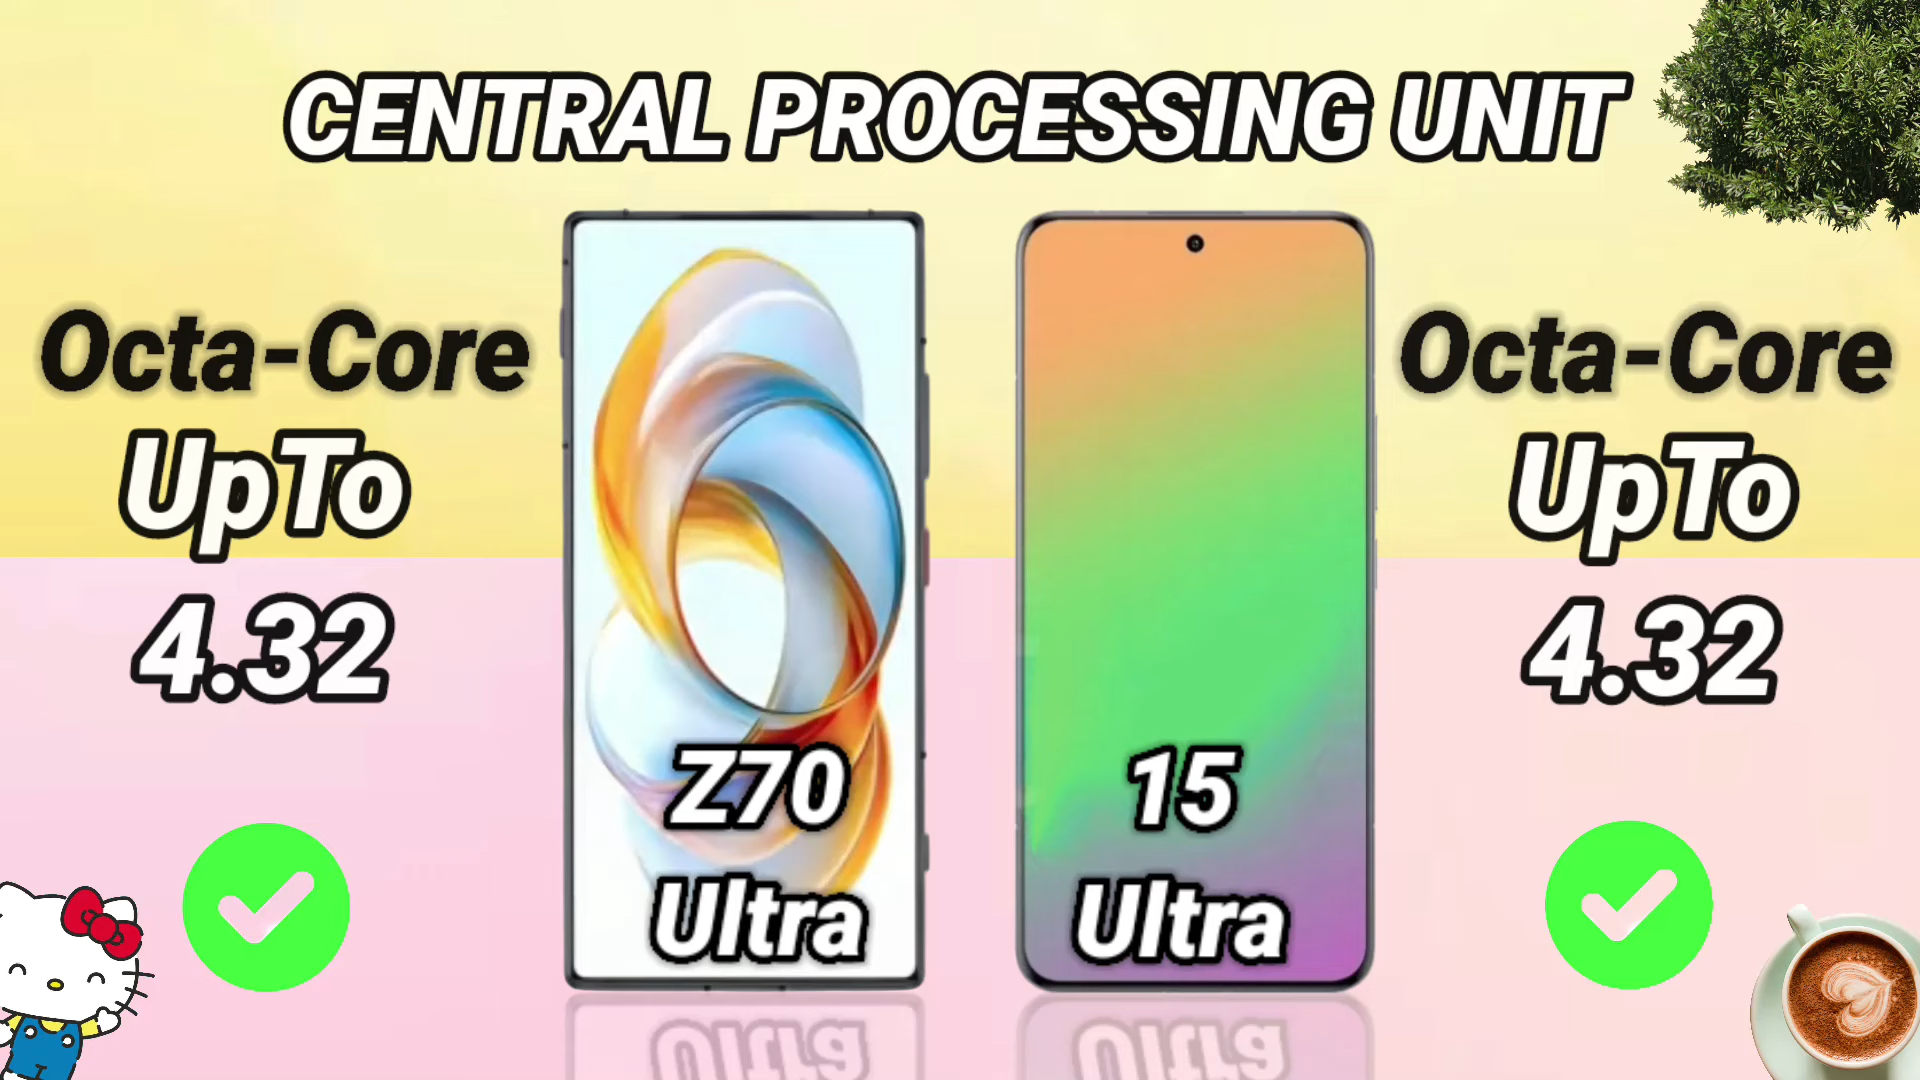 CENTRAL PROCESSING UNIT
Octa-Core
UpTo
4.32
Z70
Ultra
15
Ultra
Octa-Core
UpTo
4.32